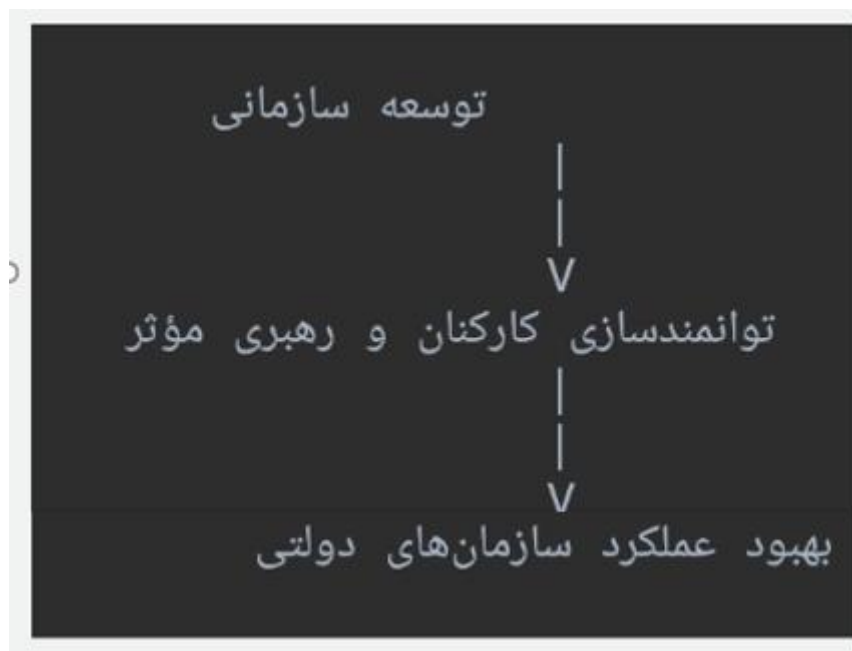 توسعه سازمانی
|
|
V
توانمندسازی کارکنان و رهبری مؤثر
|
|
V
بهبود عملکرد سازمان‌های دولتی